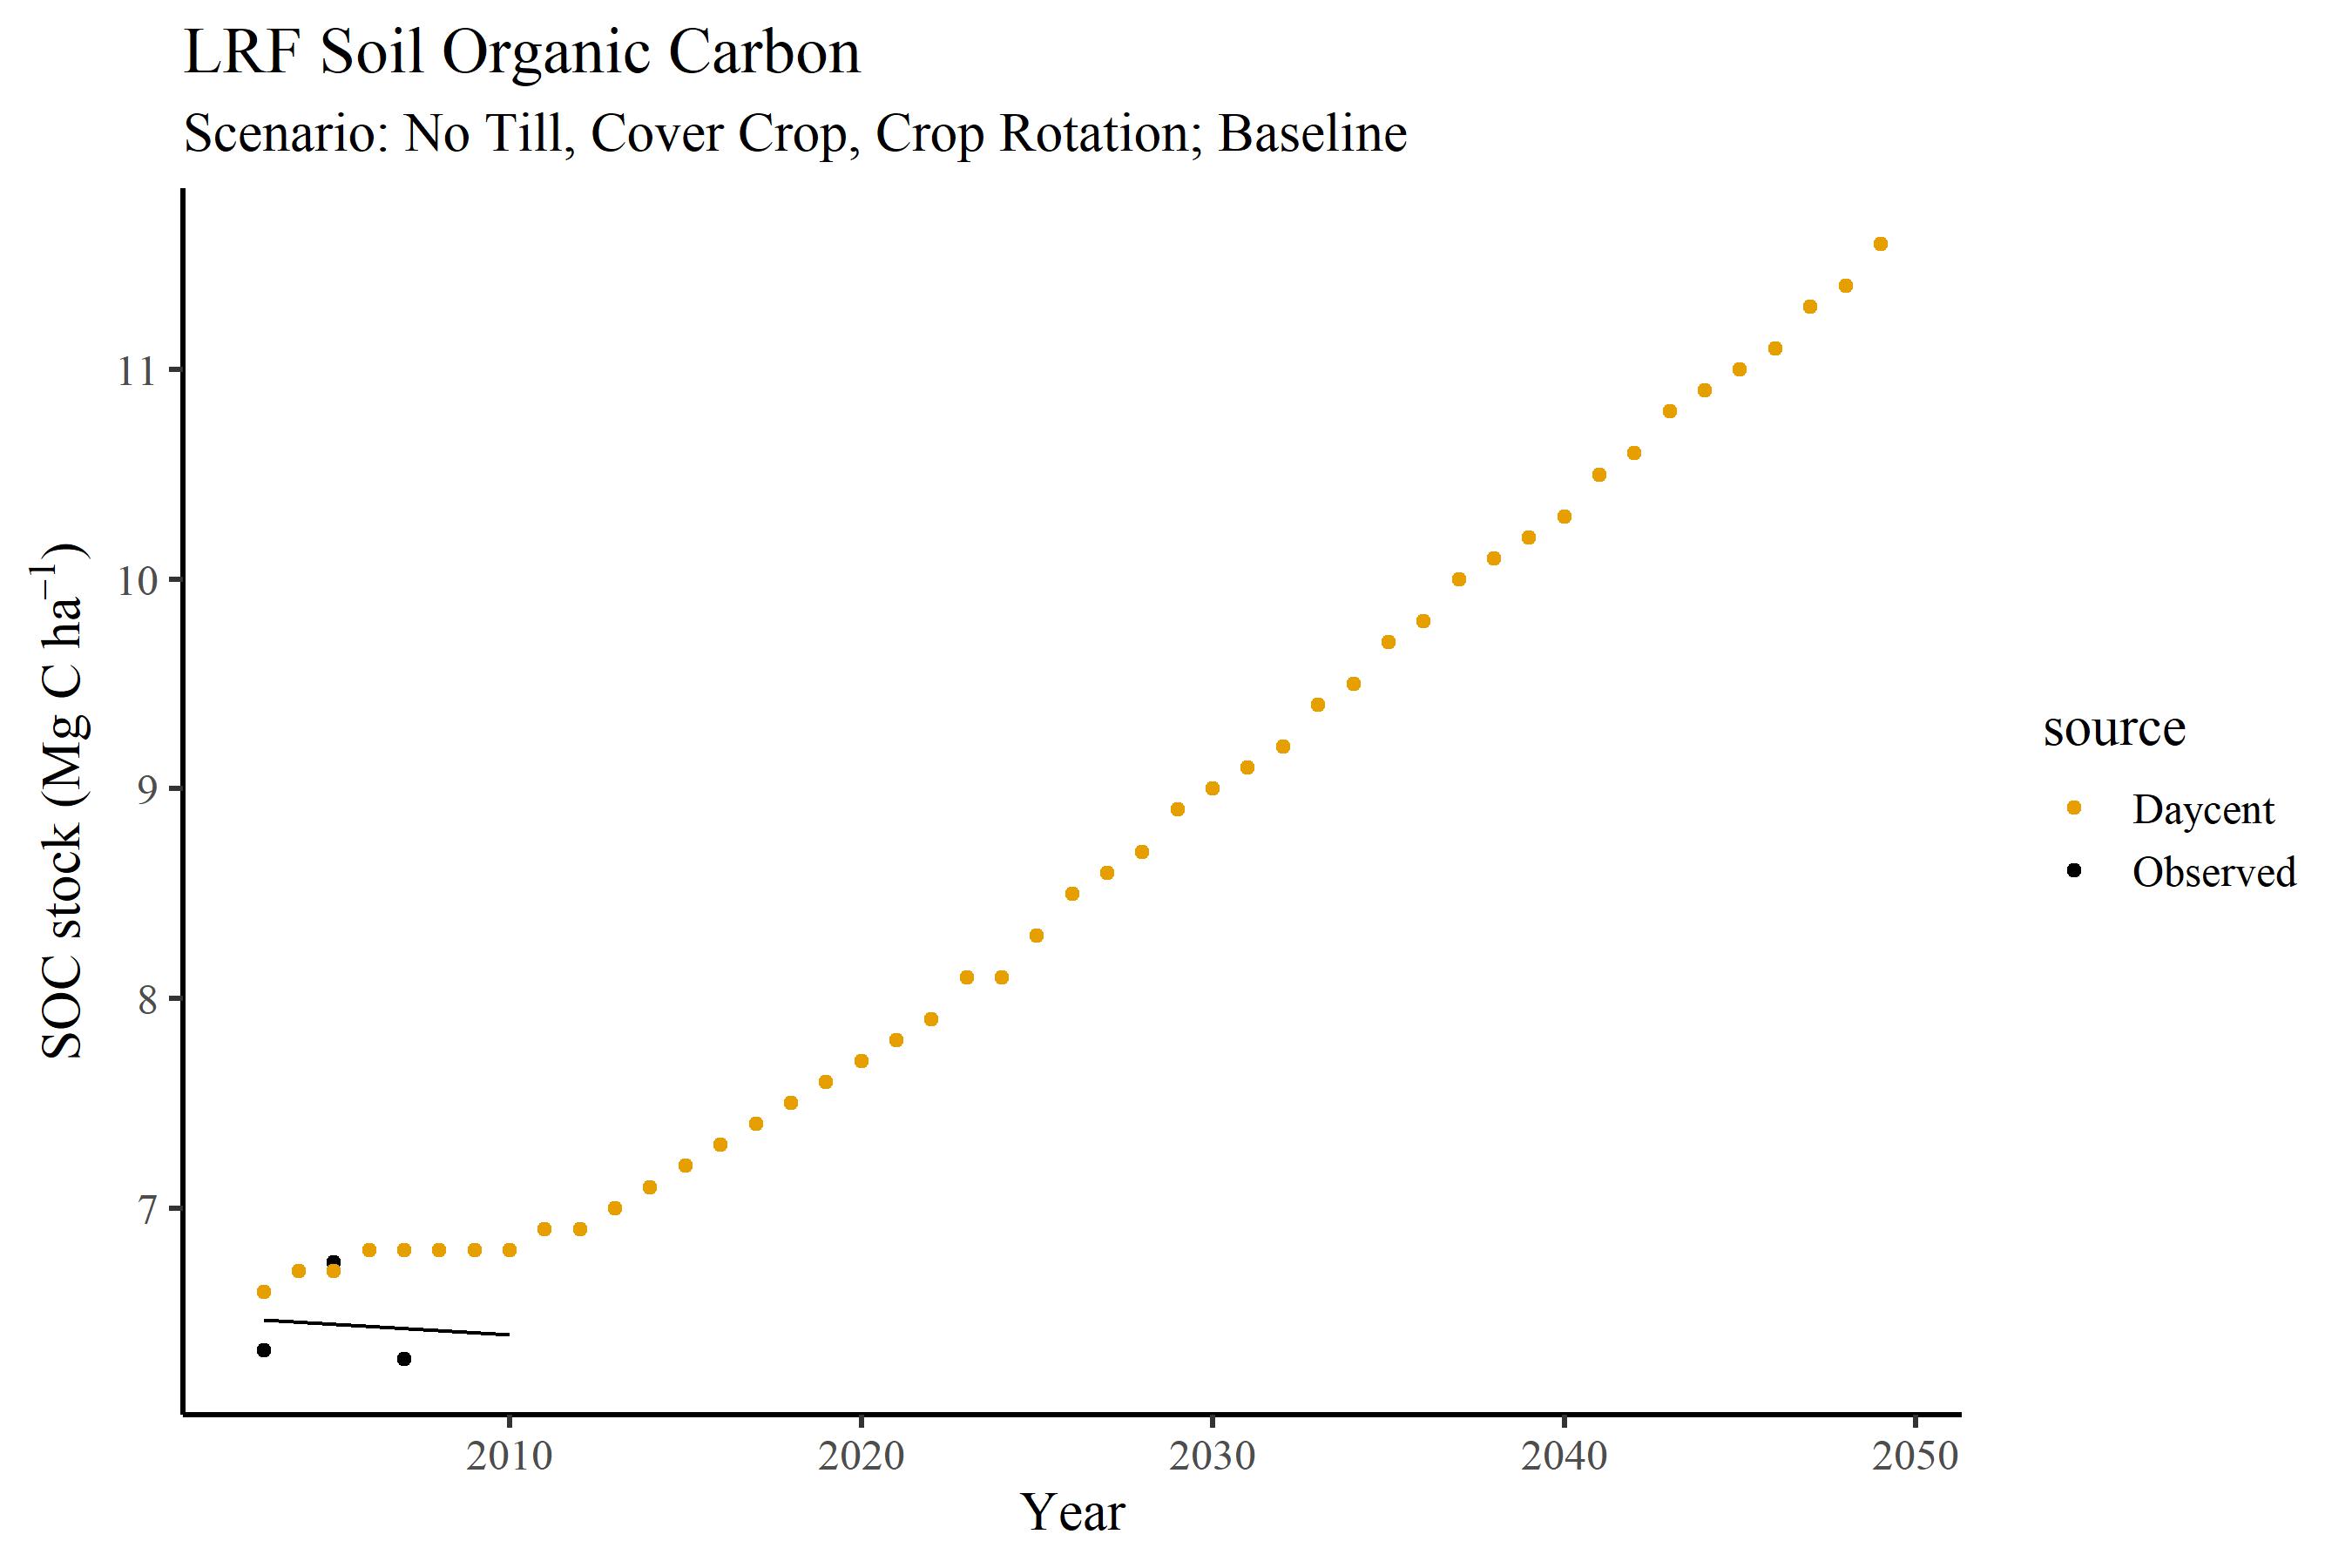 LRF Soil Organic Carbon
Scenario: No Till, Cover Crop, Crop Rotation; Baseline
SOC stock (Mg C ha⁻¹)
11
10
9
8
7
2010 2020 2030 2040 2050
Year
source
Daycent
Observed